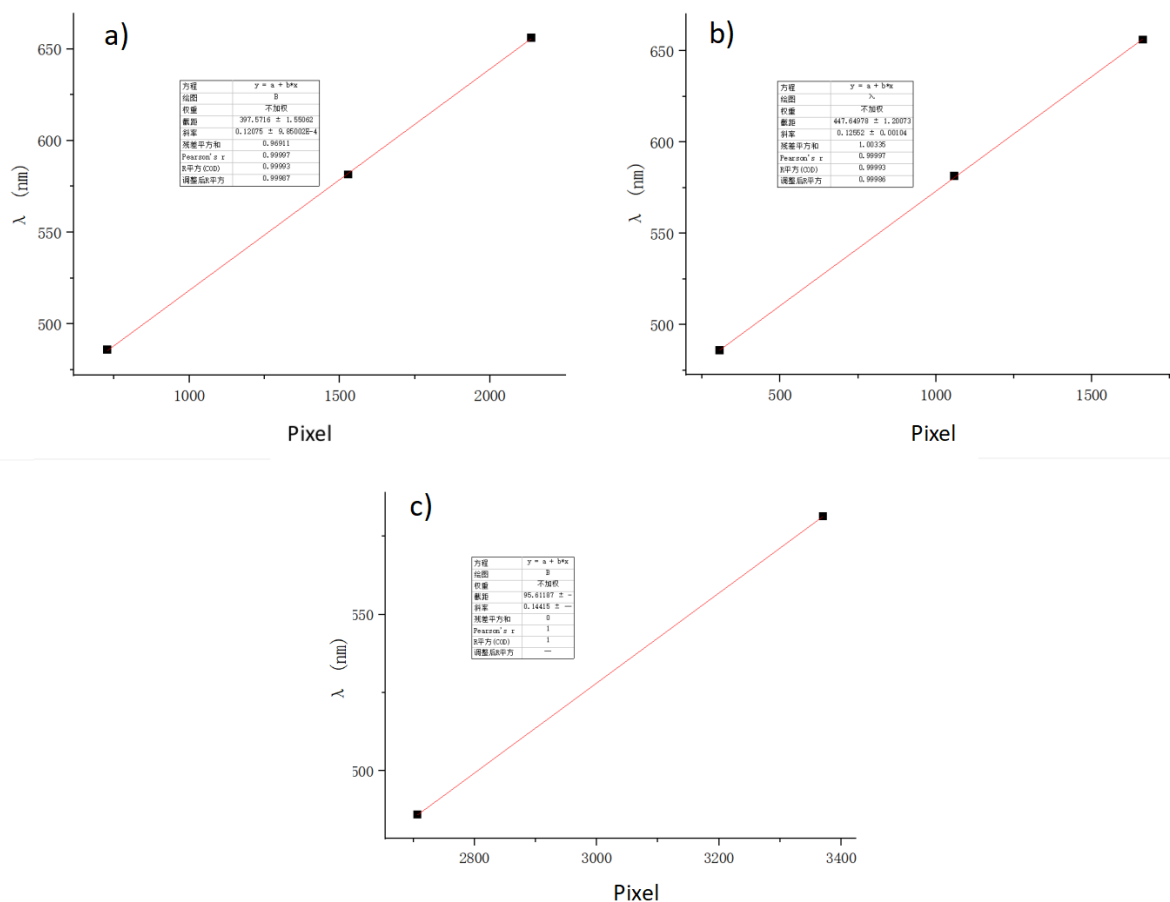 a)
650
600
550
500
λ (nm)
方程 y = a + b*x
绘图 B
权重 不加权
截距 397.5716 ± 1.55062
斜率 0.12075 ± 9.85002E-4
残差平方和 0.96911
Pearson's r 0.99997
R平方(COD) 0.99993
调整后R平方 0.99987
1000 1500 2000
Pixel
b)
650
600
550
500
λ (nm)
方程 y = a + b*x
绘图 λ
权重 不加权
截距 447.64978 ± 1.20073
斜率 0.12552 ± 0.00104
残差平方和 1.00335
Pearson's r 0.99997
R平方(COD) 0.99993
调整后R平方 0.99986
500 1000 1500
Pixel
c)
550
500
λ (nm)
方程 y = a + b*x
绘图 B
权重 不加权
截距 95.61187 ± -
斜率 0.14415 ± —
残差平方和 0
Pearson's r 1
R平方(COD) 1
调整后R平方 —
2800 3000 3200 3400
Pixel